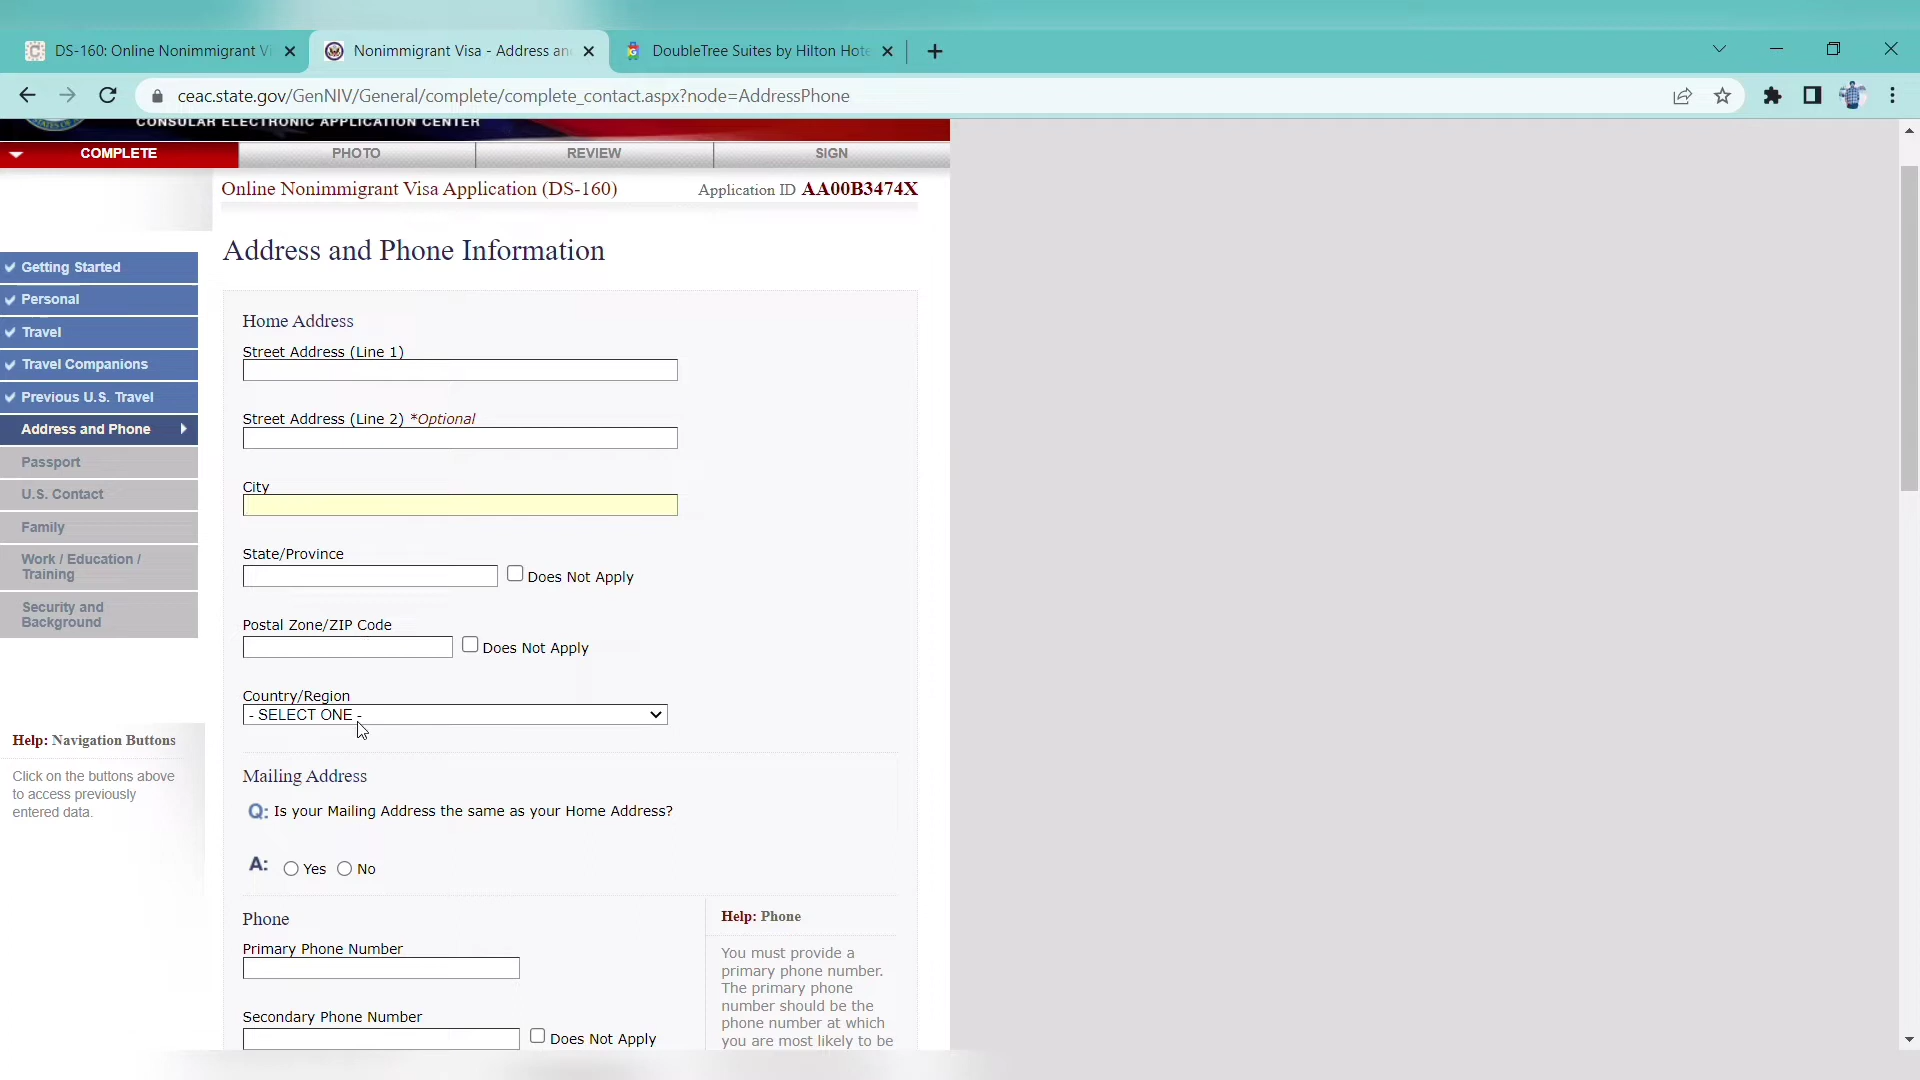 DS-160: Online Nonimmigrant Vi
Nonimmigrant Visa - Address an
DoubleTree Suites by Hilton Hote
ceac.state.gov/GenNIV/General/complete/complete_contact.aspx?node=AddressPhone
CONSULAR ELECTRONIC APPLICATION CENTER
COMPLETE
PHOTO
REVIEW
SIGN
Online Nonimmigrant Visa Application (DS-160)
Application ID AA00B3474X
Address and Phone Information
Getting Started
Personal
Travel
Travel Companions
Previous U.S. Travel
Address and Phone
Passport
U.S. Contact
Family
Work / Education /
Training
Security and
Background
Help: Navigation Buttons
Click on the buttons above
to access previously
entered data.
Home Address
Street Address (Line 1)
Street Address (Line 2) *Optional
City
State/Province
Does Not Apply
Postal Zone/ZIP Code
Does Not Apply
Country/Region
- SELECT ONE -
Mailing Address
Q: Is your Mailing Address the same as your Home Address?
A: Yes No
Phone
Primary Phone Number
Secondary Phone Number
Does Not Apply
Help: Phone
You must provide a
primary phone number.
The primary phone
number should be the
phone number at which
you are most likely to be